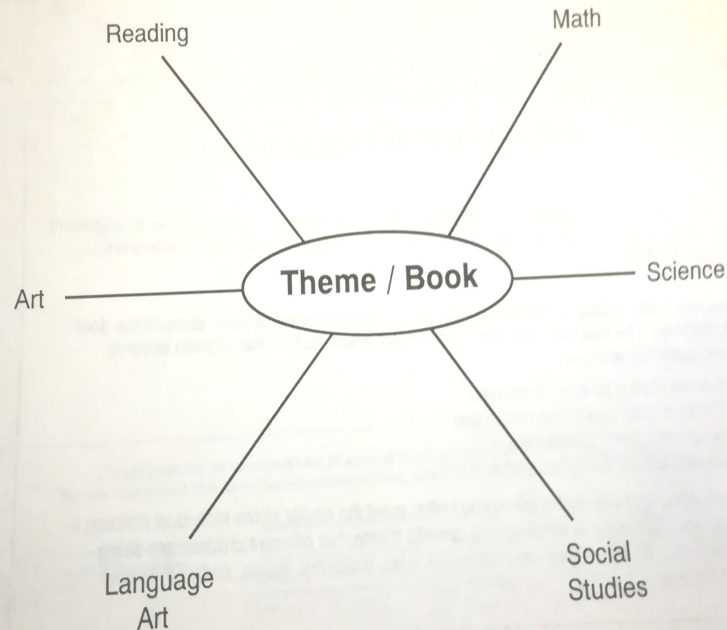 Reading
Math
Theme / Book
Science
Art
Language
Art
Social
Studies